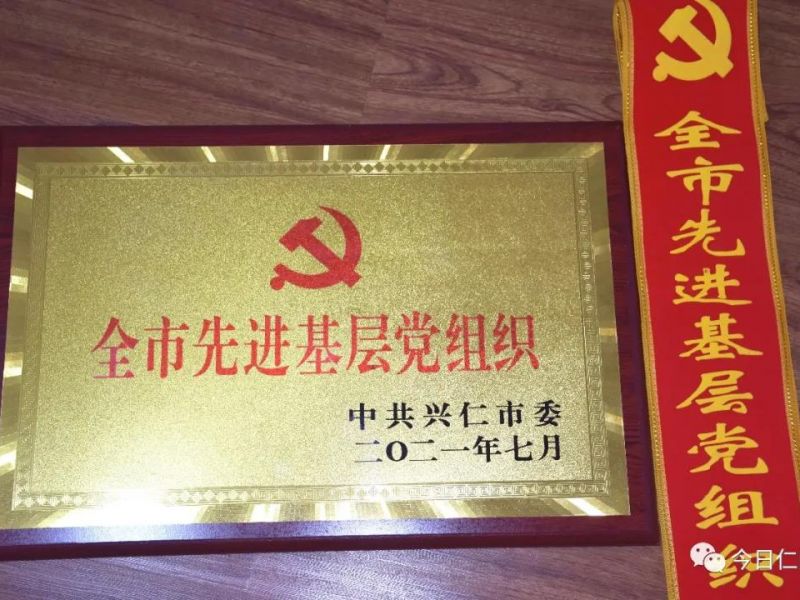 全市先进基层党组织
中共兴仁市委
二〇二一年七月
全市先进基层党组织
今日仁